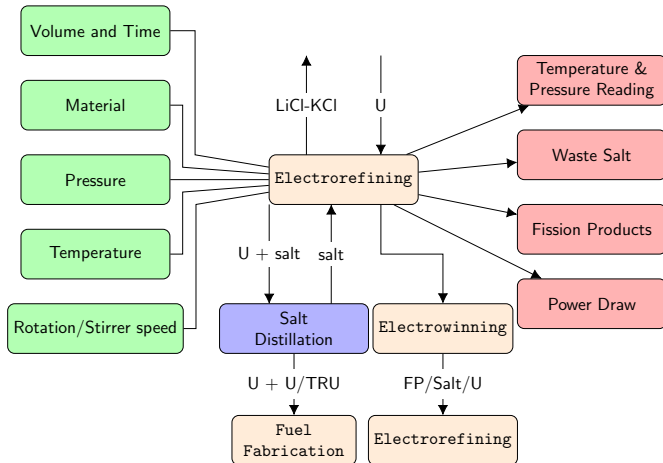 Volume and Time
Material
Pressure
Temperature
Rotation/Stirrer speed
LiCl-KCl
U
Electrorefining
U + salt
salt
Salt
Distillation
Electrowinning
U + U/TRU
FP/Salt/U
Fuel
Fabrication
Electrorefining
Temperature &
Pressure Reading
Waste Salt
Fission Products
Power Draw